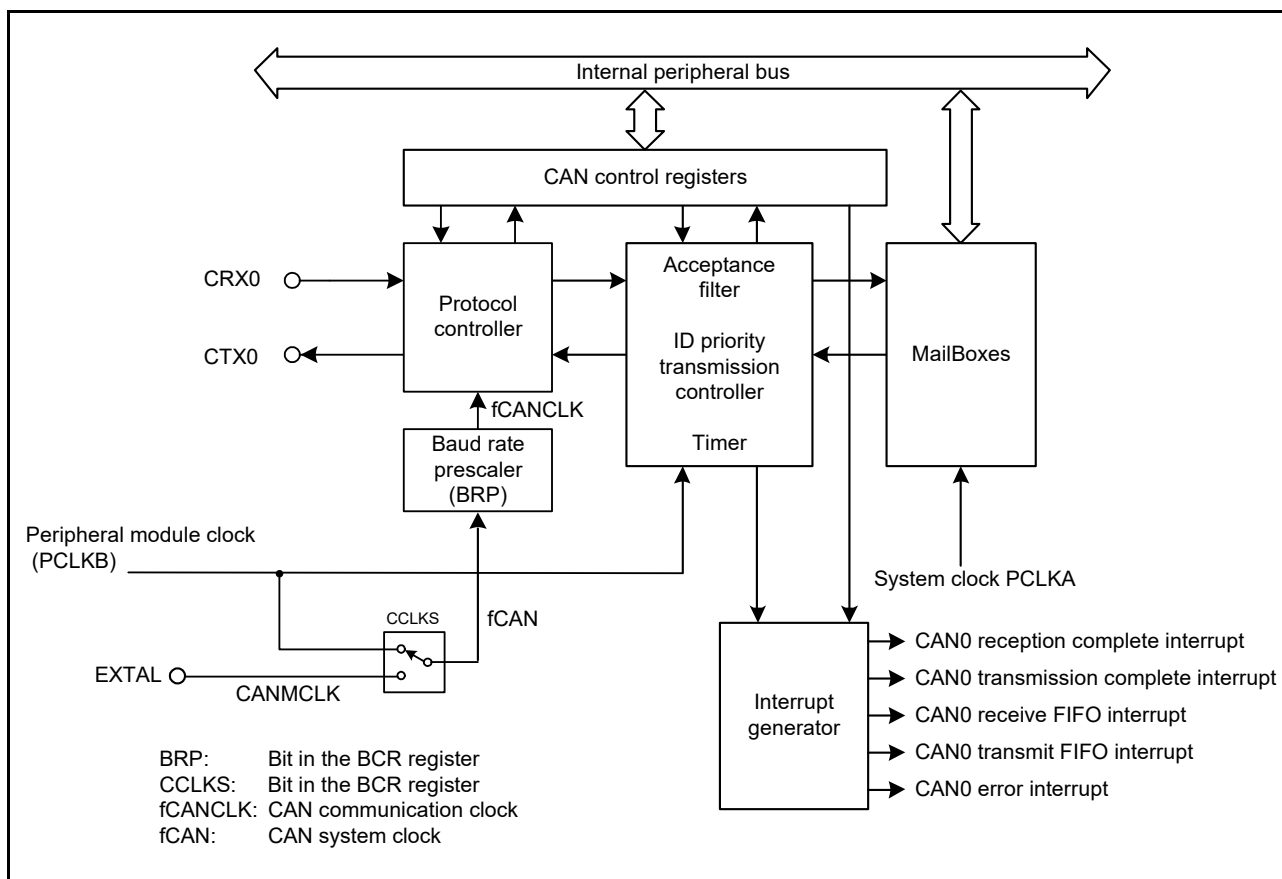 Internal peripheral bus
CAN control registers
CRX0
CTX0
Protocol
controller
Acceptance
filter
ID priority
transmission
controller
Timer
MailBoxes
fCANCLK
Baud rate
prescaler
(BRP)
Peripheral module clock
(PCLKB)
System clock PCLKA
CCLKS
fCAN
EXTAL
CANMCLK
Interrupt
generator
CAN0 reception complete interrupt
CAN0 transmission complete interrupt
CAN0 receive FIFO interrupt
CAN0 transmit FIFO interrupt
CAN0 error interrupt
BRP: Bit in the BCR register
CCLKS: Bit in the BCR register
fCANCLK: CAN communication clock
fCAN: CAN system clock